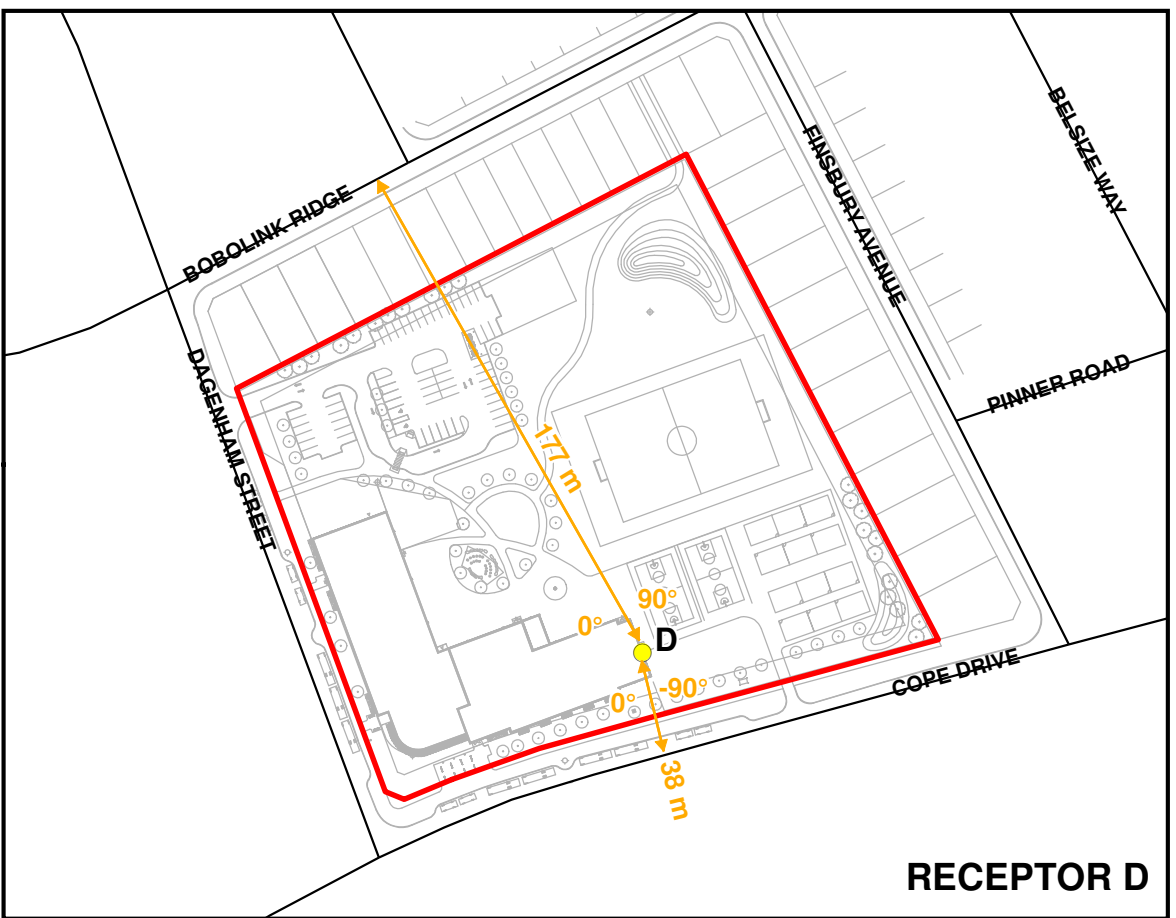 BELSIZE WAY
FINSBURY AVENUE
BOBOLINK RIDGE
DAGENHAM STREET
PINNER ROAD
177 m
90°
0°
D
-90°
0°
COPE DRIVE
38 m
RECEPTOR D